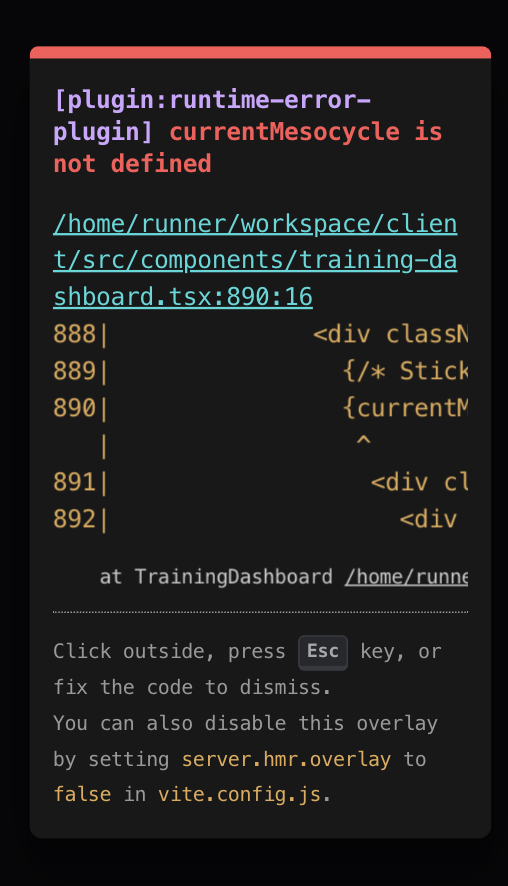 [plugin:runtime-error-
plugin] currentMesocycle is
not defined
/home/runner/workspace/clien
t/src/components/training-da
shboard.tsx:890:16
888|              <div classN
889|                {/* Stick
890|                {currentM
   |                 ^
891|                  <div cl
892|                    <div
at TrainingDashboard /home/runne
Click outside, press Esc key, or
fix the code to dismiss.
You can also disable this overlay
by setting server.hmr.overlay to
false in vite.config.js.